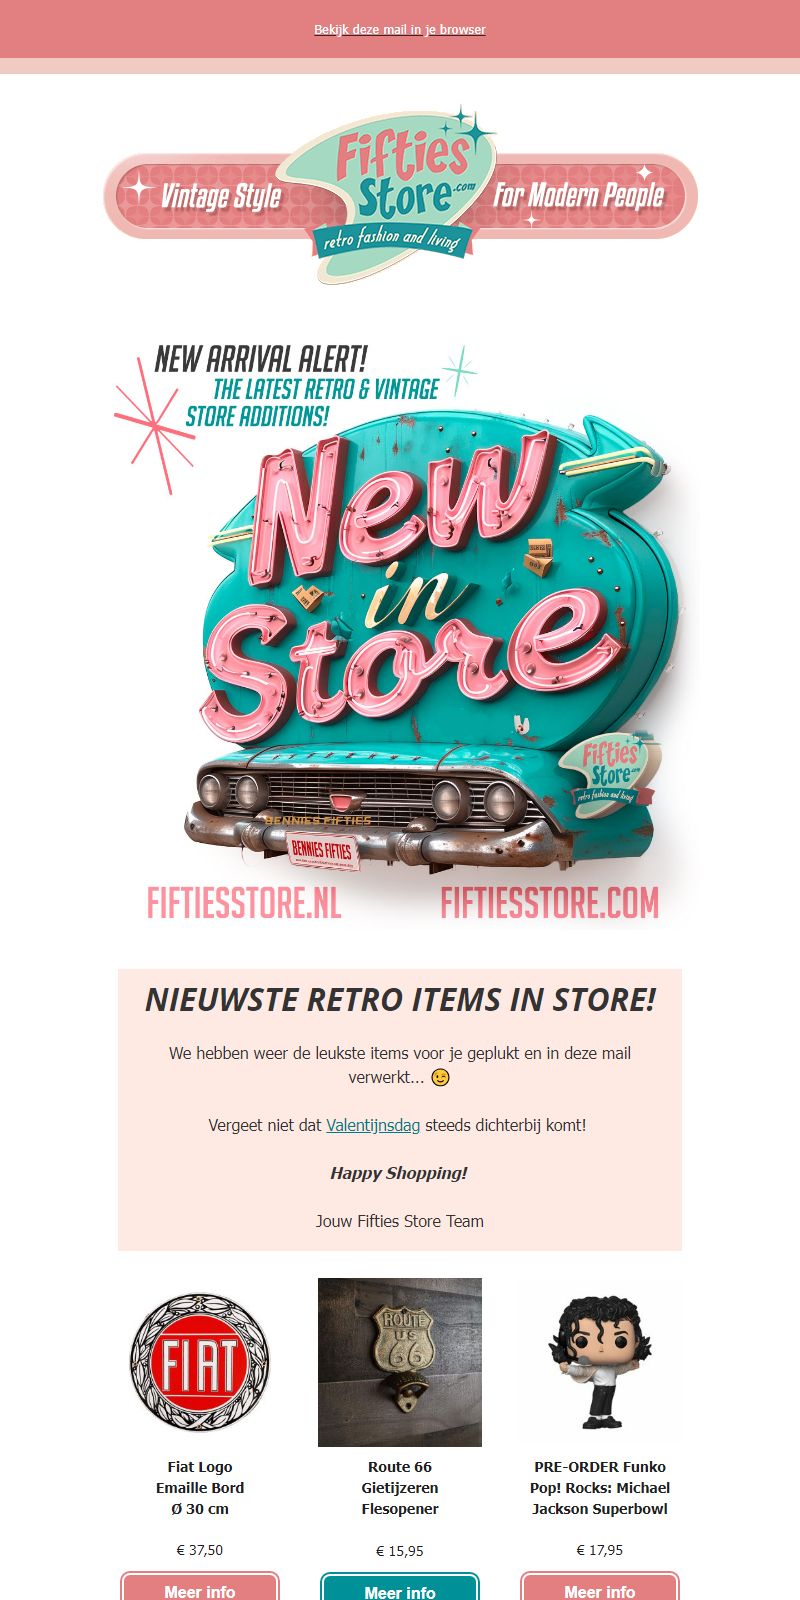 Bekijk deze mail in je browser
Vintage Style
Fifties
Store.com
retro fashion and living
For Modern People
NEW ARRIVAL ALERT!
THE LATEST RETRO & VINTAGE
STORE ADDITIONS!
New
in
Store
Fifties
Store.com
retro fashion and living
BENNIES FIFTIES
BENNIES FIFTIES
FIFTIESSTORE.NL
FIFTIESSTORE.COM
NIEUWSTE RETRO ITEMS IN STORE!
We hebben weer de leukste items voor je geplukt en in deze mail
verwerkt... 😉
Vergeet niet dat Valentijnsdag steeds dichterbij komt!
Happy Shopping!
Jouw Fifties Store Team
FIAT
ROUTE
US
66
Fiat Logo
Emaille Bord
Ø 30 cm
€ 37,50
Meer info
Route 66
Gietijzeren
Flesopener
€ 15,95
Meer info
PRE-ORDER Funko
Pop! Rocks: Michael
Jackson Superbowl
€ 17,95
Meer info